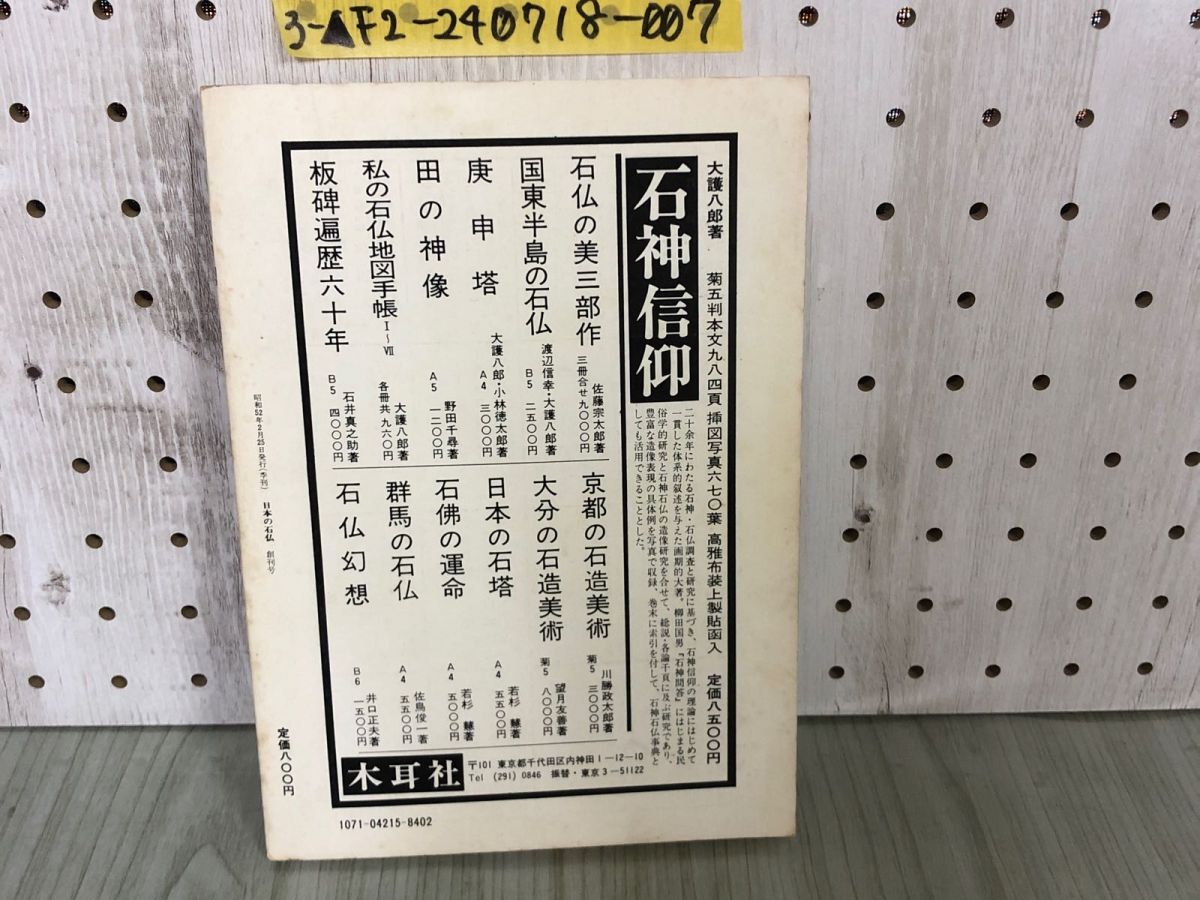 3-▲F2-240718-007
大護八郎著　菊五判本文九八四頁 挿図写真六七〇葉 高雅布装上製貼函入　定価八五〇〇円
石神信仰
二十余年にわたる石神・石仏調査と研究に基づき、石神信仰の理論にはじめて
一貫した体系的叙述を与えた画期的大著。柳田国男『石神問答』にはじまる民
俗学的研究と石神石仏の造像研究を合せて、総説・各論千頁に及ぶ研究であり、
豊富な造像表現の具体例を写真で収録、巻末に索引を付して、石神石仏事典と
しても活用できることとした。
石仏の美三部作
佐藤宗太郎著
三冊合せ 九〇〇〇円
国東半島の石仏
渡辺信幸・大護八郎著
B5 二五〇〇円
庚申塔
大護八郎・小林徳太郎著
A4 三〇〇〇円
田の神像
野田千尋著
A5 一二〇〇円
私の石仏地図手帳 I～VII
大護八郎著
各冊共 九六〇円
板碑遍歴六十年
石井真之助著
B5 四〇〇〇円
京都の石造美術
川勝政太郎著
菊5 三〇〇〇円
大分の石造美術
望月友善著
菊5 八〇〇〇円
日本の石塔
若杉 慧著
A4 五五〇〇円
石佛の運命
若杉 慧著
A4 五〇〇〇円
群馬の石仏
佐鳥俊一著
A4 五五〇〇円
石仏幻想
井口正夫著
B6 一五〇〇円
木耳社
〒101 東京都千代田区内神田1-12-10
Tel (291) 0846 振替・東京3-51122
昭和52年2月25日発行(季刊) 日本の石仏 創刊号
定価八〇〇円
1071-04215-8402